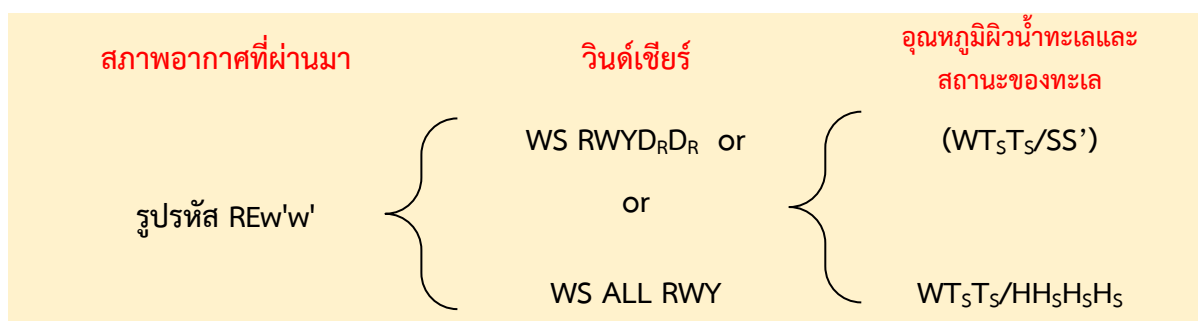 สภาพอากาศที่ผ่านมา
วินด์เชียร์
อุณหภูมิผิวน้ำทะเลและ
สถานะของทะเล
รูปรหัส REw'w'
WS RWYDRDR or
or
WS ALL RWY
(WTSTS/SS’)
WTSTS/HHSHSHS